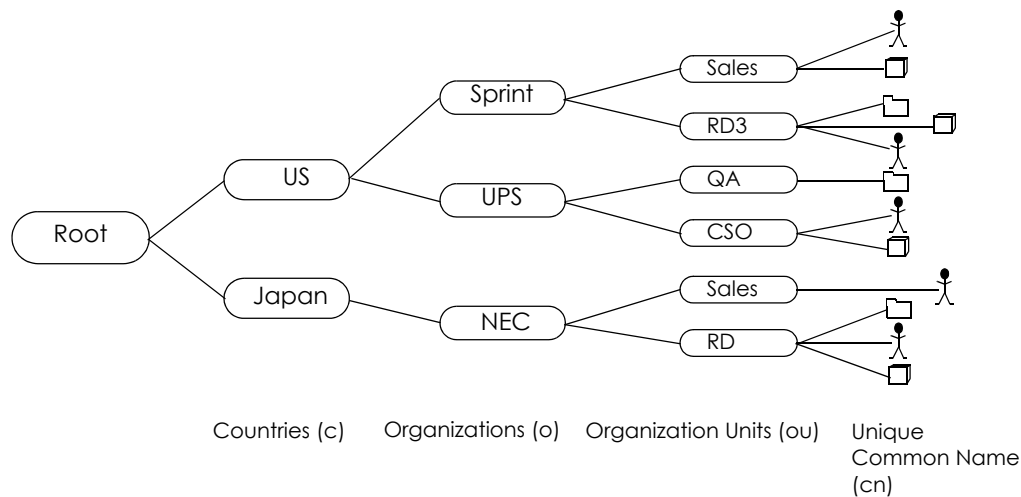 Root
US
Japan
Sprint
UPS
NEC
Sales
RD3
QA
CSO
Sales
RD
Countries (c)
Organizations (o)
Organization Units (ou)
Unique
Common Name
(cn)